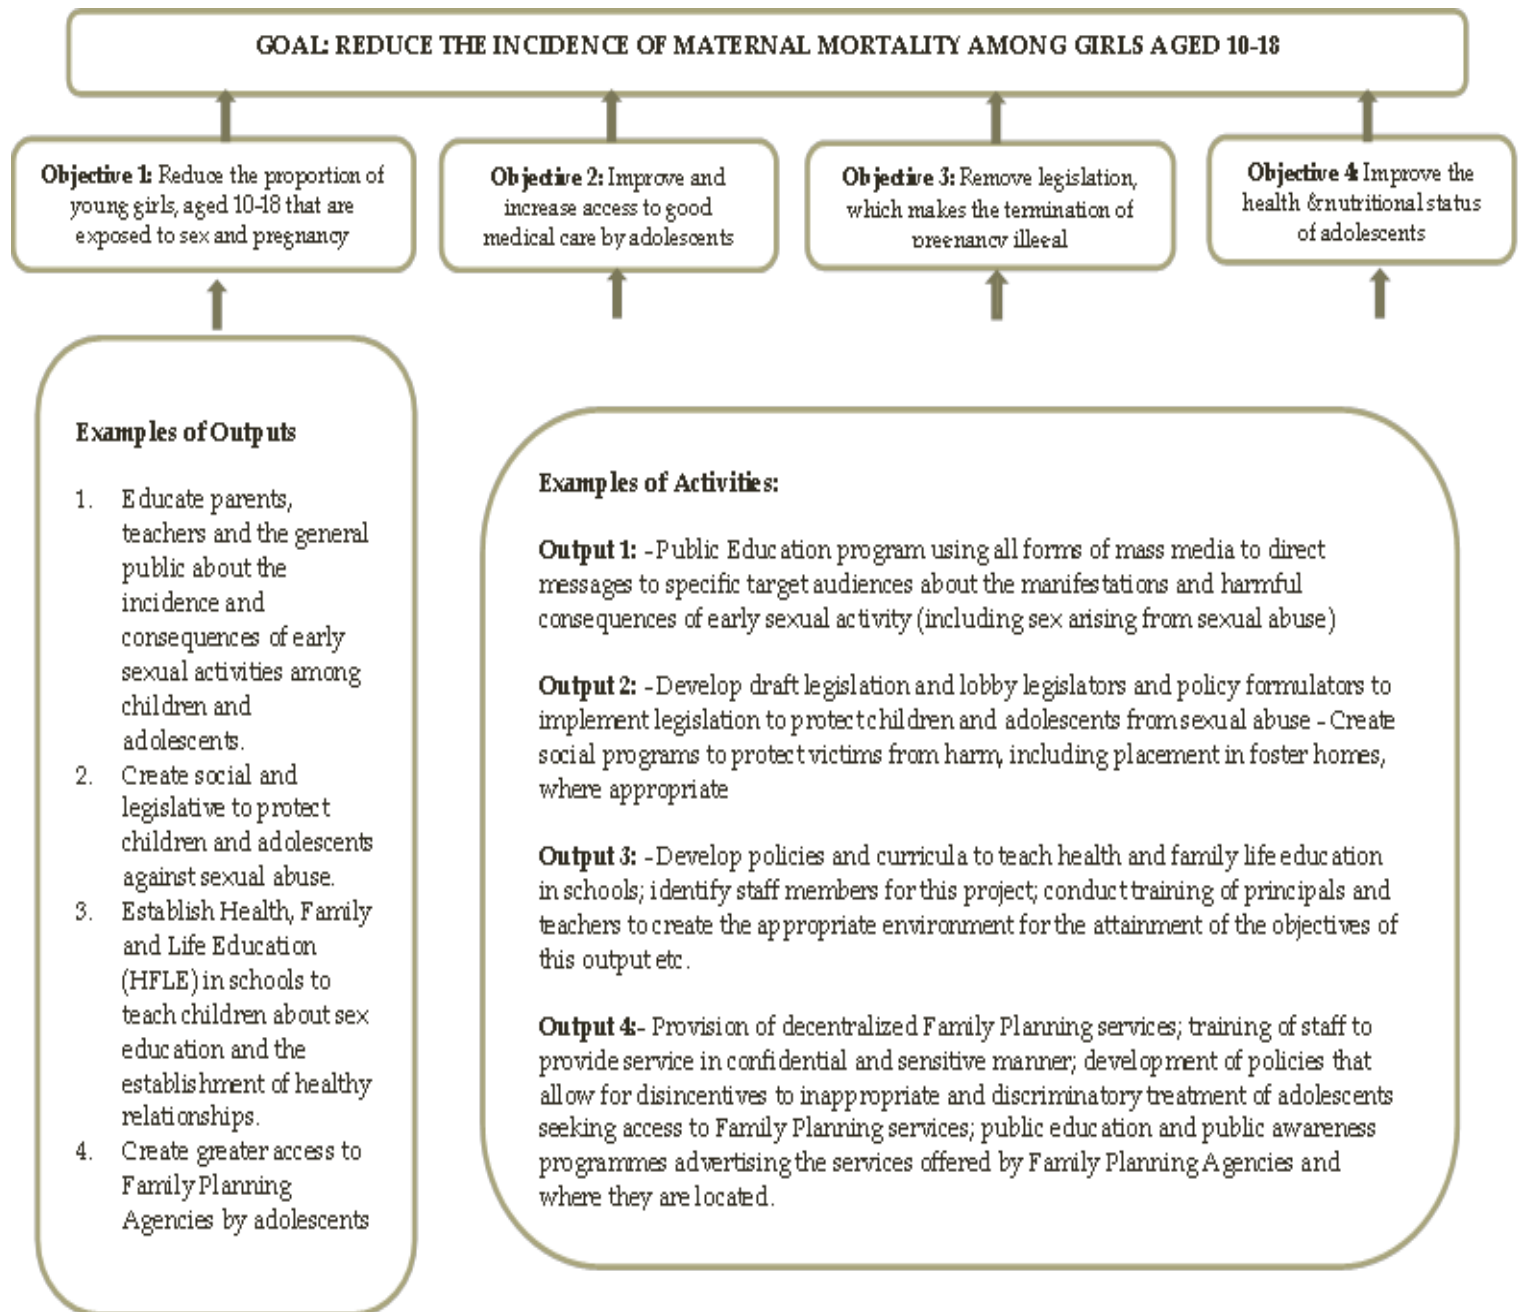 GOAL: REDUCE THE INCIDENCE OF MATERNAL MORTALITY AMONG GIRLS AGED 10-18
Objective 1: Reduce the proportion of
young girls, aged 10-18 that are
exposed to sex and pregnancy
Objective 2: Improve and
increase access to good
medical care by adolescents
Objective 3: Remove legislation,
which makes the termination of
pregnancy illegal
Objective 4: Improve the
health & nutritional status
of adolescents
Examples of Outputs
1. Educate parents,
teachers and the general
public about the
incidence and
consequences of early
sexual activities among
children and
adolescents.
2. Create social and
legislative to protect
children and adolescents
against sexual abuse.
3. Establish Health, Family
and Life Education
(HFLE) in schools to
teach children about sex
education and the
establishment of healthy
relationships.
4. Create greater access to
Family Planning
Agencies by adolescents
Examples of Activities:
Output 1: - Public Education program using all forms of mass media to direct
messages to specific target audiences about the manifestations and harmful
consequences of early sexual activity (including sex arising from sexual abuse)
Output 2: - Develop draft legislation and lobby legislators and policy formulators to
implement legislation to protect children and adolescents from sexual abuse - Create
social programs to protect victims from harm, including placement in foster homes,
where appropriate
Output 3: - Develop policies and curricula to teach health and family life education
in schools; identify staff members for this project; conduct training of principals and
teachers to create the appropriate environment for the attainment of the objectives of
this output etc.
Output 4:- Provision of decentralized Family Planning services; training of staff to
provide service in confidential and sensitive manner; development of policies that
allow for disincentives to inappropriate and discriminatory treatment of adolescents
seeking access to Family Planning services; public education and public awareness
programmes advertising the services offered by Family Planning Agencies and
where they are located.